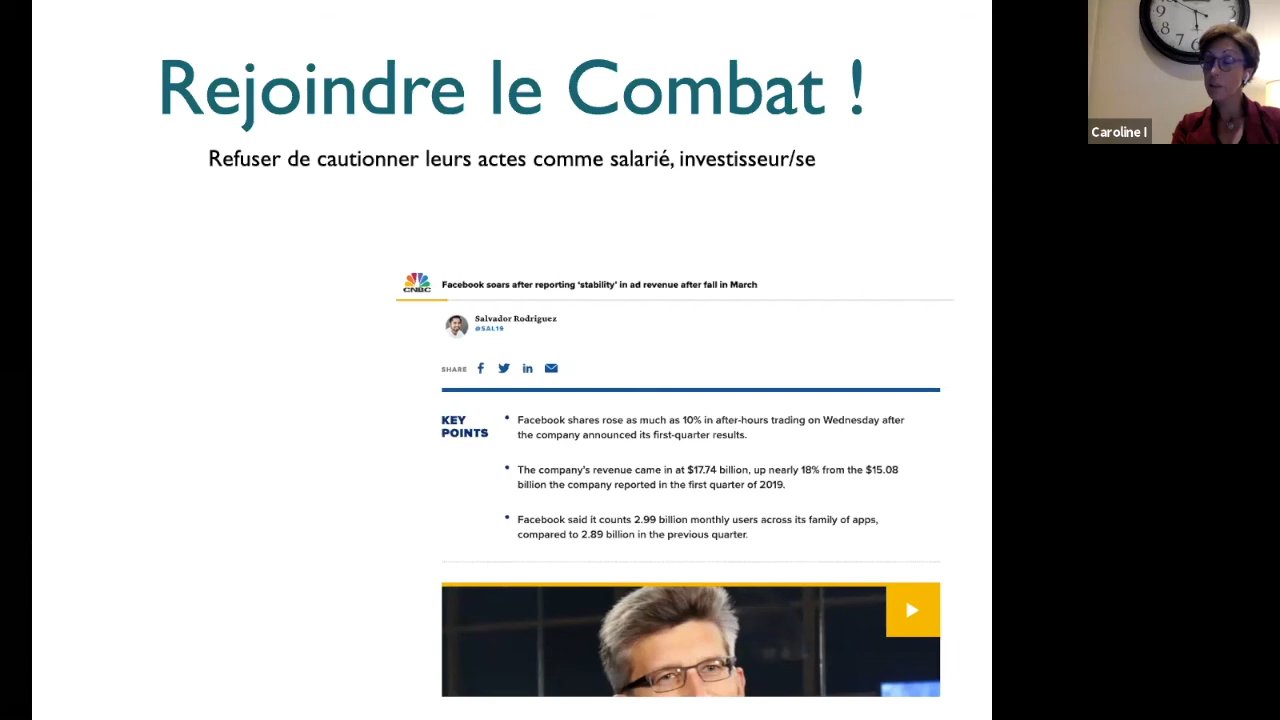 Rejoindre le Combat !
Refuser de cautionner leurs actes comme salarié, investisseur/se
CNBC
Facebook soars after reporting ‘stability’ in ad revenue after fall in March
Salvador Rodriguez
@SAL19
SHARE
KEY
POINTS
• Facebook shares rose as much as 10% in after-hours trading on Wednesday after
the company announced its first-quarter results.
• The company’s revenue came in at $17.74 billion, up nearly 18% from the $15.08
billion the company reported in the first quarter of 2019.
• Facebook said it counts 2.99 billion monthly users across its family of apps,
compared to 2.89 billion in the previous quarter.
Caroline I